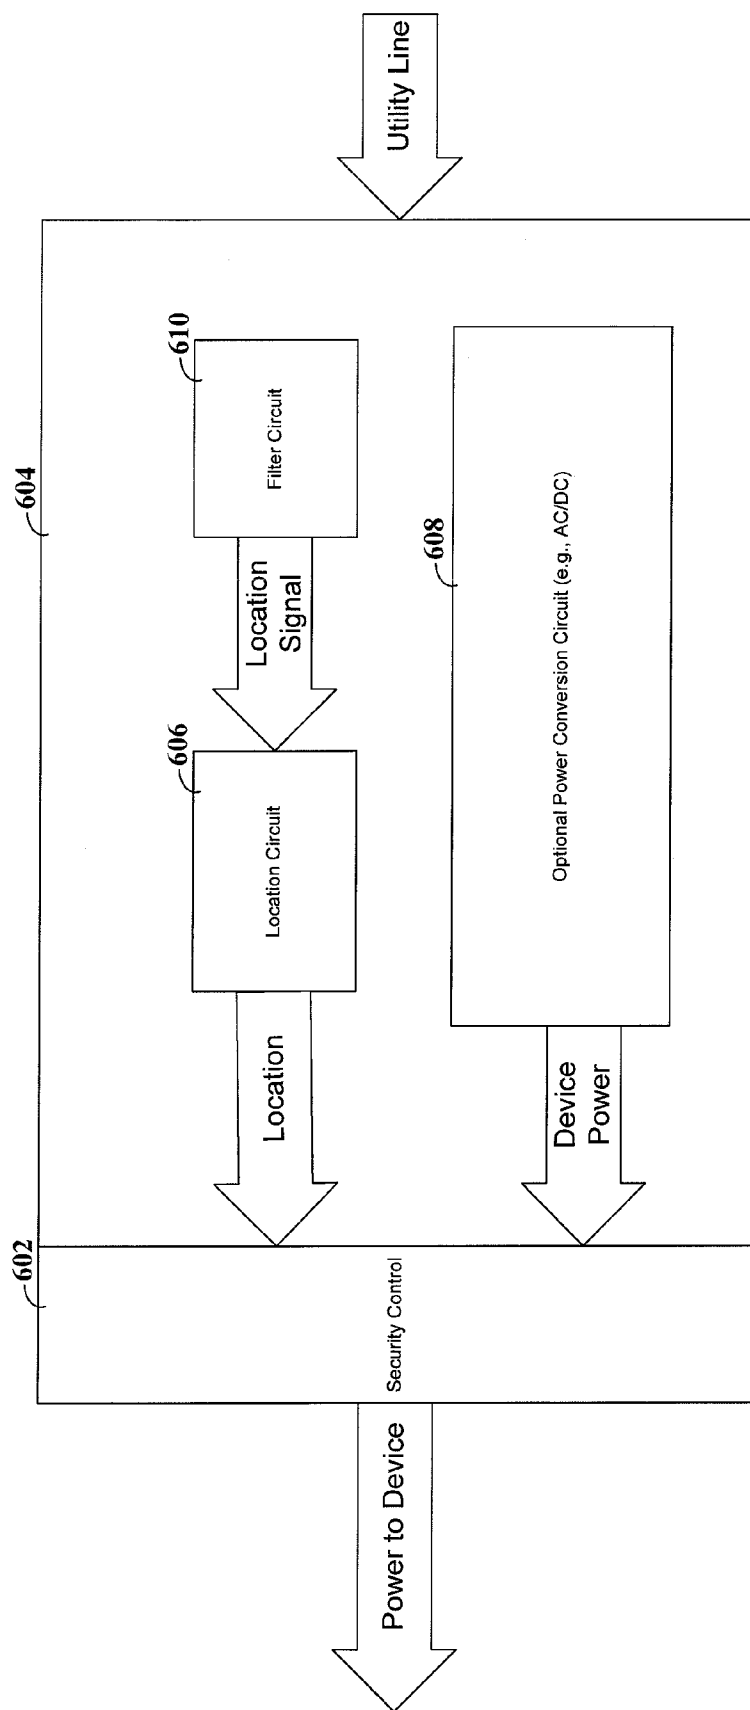 Utility Line
604
610
Filter Circuit
Location
Signal
606
Location Circuit
Location
608
Optional Power Conversion Circuit (e.g., AC/DC)
Device
Power
602
Security Control
Power to Device